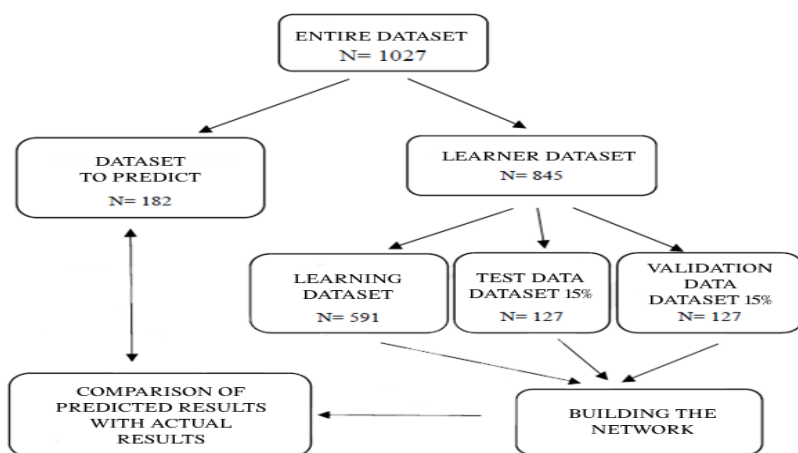 ENTIRE DATASET
N= 1027
DATASET
TO PREDICT
N= 182
LEARNER DATASET
N= 845
LEARNING
DATASET
N= 591
TEST DATA
DATASET 15%
N= 127
VALIDATION
DATA
DATASET 15%
N= 127
COMPARISON OF
PREDICTED RESULTS
WITH ACTUAL
RESULTS
BUILDING THE
NETWORK